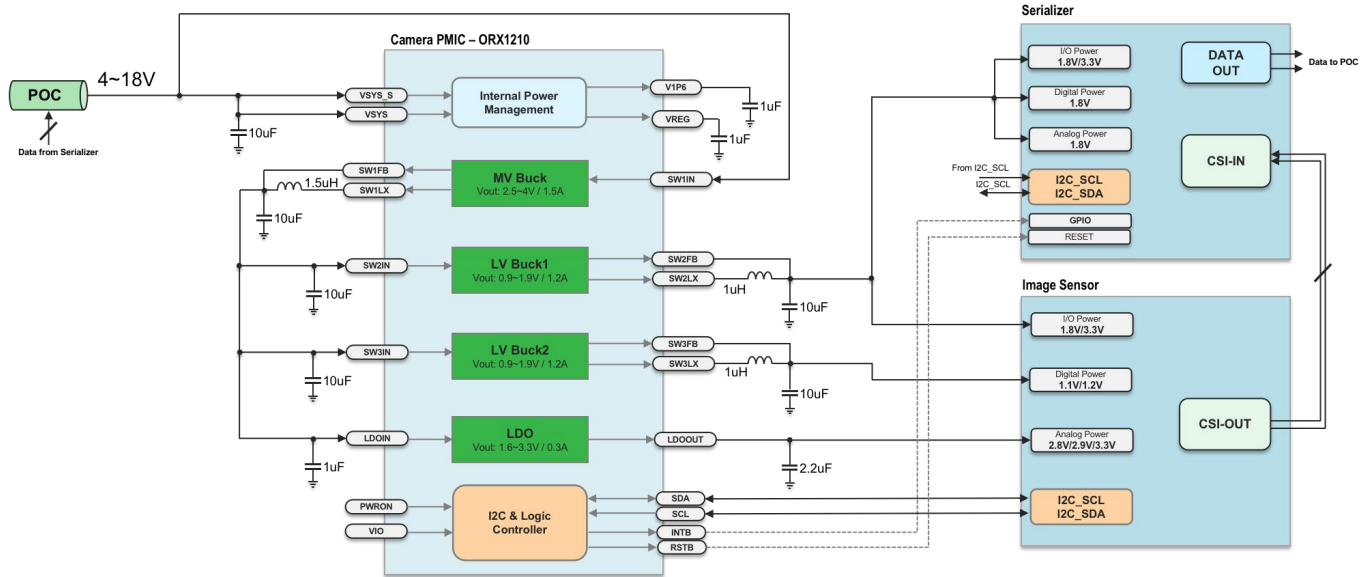 Serializer
Camera PMIC – ORX1210
4~18V
POC
Data from Serializer
10uF
VSYS_S
VSYS
Internal Power
Management
V1P6
1uF
VREG
1uF
SW1FB
1.5uH
SW1LX
10uF
MV Buck
Vout: 2.5~4V / 1.5A
SW1IN
SW2IN
10uF
LV Buck1
Vout: 0.9~1.9V / 1.2A
SW2FB
SW2LX
1uH
10uF
SW3IN
10uF
LV Buck2
Vout: 0.9~1.9V / 1.2A
SW3FB
SW3LX
1uH
10uF
LDOIN
1uF
LDO
Vout: 1.6~3.3V / 0.3A
LDOOUT
2.2uF
PWRON
VIO
I2C & Logic
Controller
SDA
SCL
INTB
RSTB
I/O Power
1.8V/3.3V
Digital Power
1.8V
Analog Power
1.8V
From I2C_SCL
I2C_SCL
I2C_SCL
I2C_SDA
GPIO
RESET
DATA
OUT
Data to POC
CSI-IN
Image Sensor
I/O Power
1.8V/3.3V
Digital Power
1.1V/1.2V
Analog Power
2.8V/2.9V/3.3V
CSI-OUT
I2C_SCL
I2C_SDA